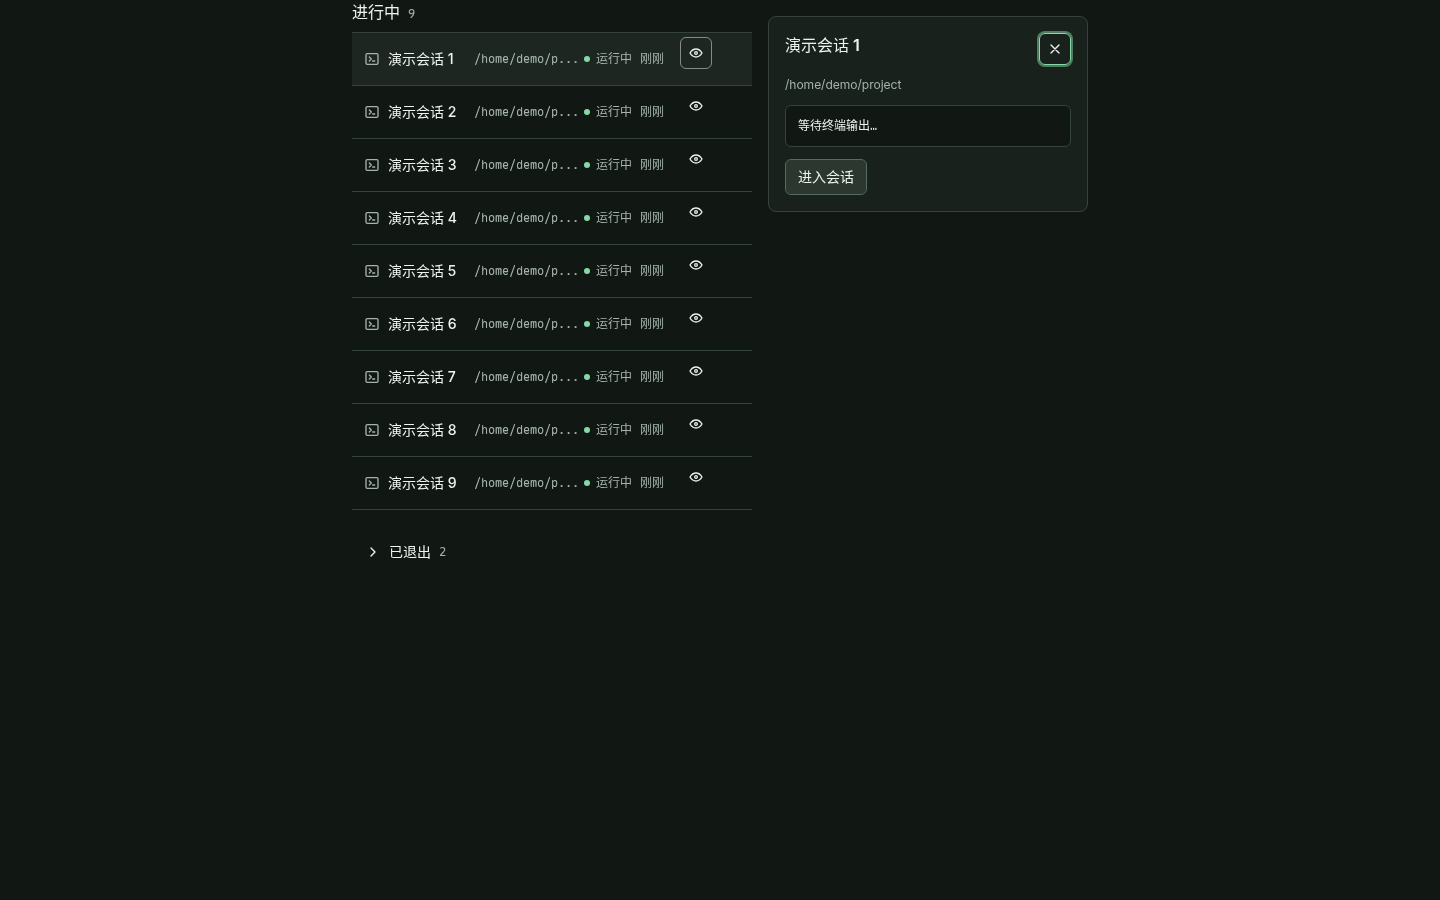 进行中 9
演示会话 1 /home/demo/p... 运行中 刚刚
演示会话 2 /home/demo/p... 运行中 刚刚
演示会话 3 /home/demo/p... 运行中 刚刚
演示会话 4 /home/demo/p... 运行中 刚刚
演示会话 5 /home/demo/p... 运行中 刚刚
演示会话 6 /home/demo/p... 运行中 刚刚
演示会话 7 /home/demo/p... 运行中 刚刚
演示会话 8 /home/demo/p... 运行中 刚刚
演示会话 9 /home/demo/p... 运行中 刚刚
已退出 2
演示会话 1
/home/demo/project
等待终端输出…
进入会话